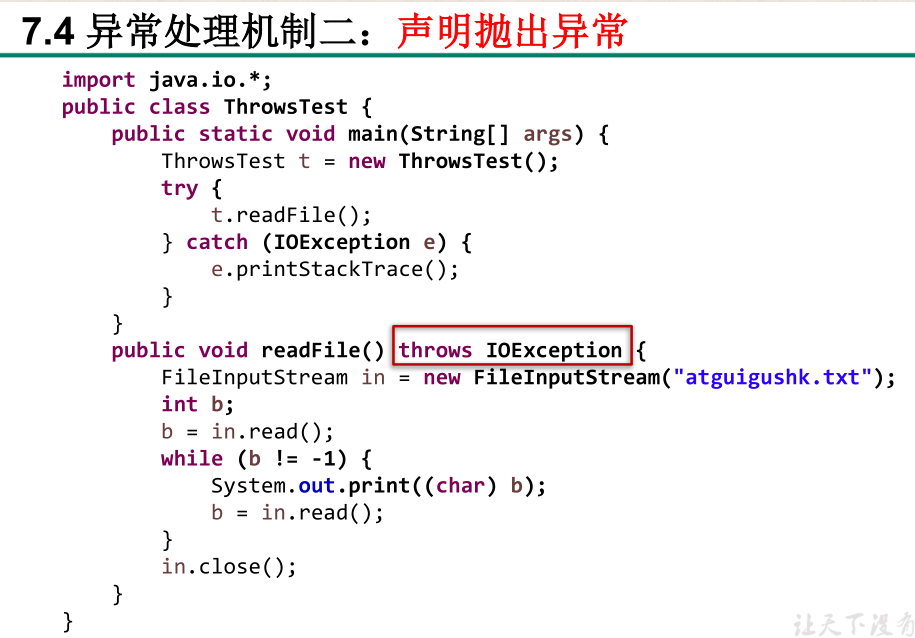 7.4 异常处理机制二：声明抛出异常
import java.io.*;
public class ThrowsTest {
    public static void main(String[] args) {
        ThrowsTest t = new ThrowsTest();
        try {
            t.readFile();
        } catch (IOException e) {
            e.printStackTrace();
        }
    }
    public void readFile() throws IOException {
        FileInputStream in = new FileInputStream("atguigushk.txt");
        int b;
        b = in.read();
        while (b != -1) {
            System.out.print((char) b);
            b = in.read();
        }
        in.close();
    }
}
让天下没有